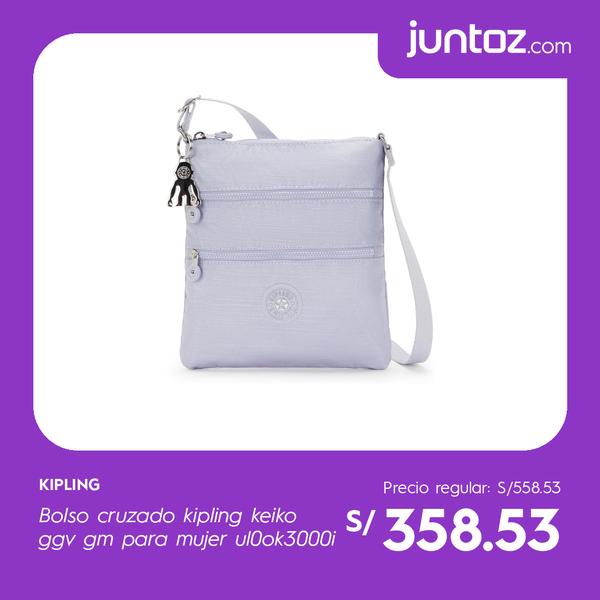 juntoz.com
KIPLING
Bolso cruzado kipling keiko
ggv gm para mujer ul0ok3000i
Precio regular: S/558.53
S/ 358.53